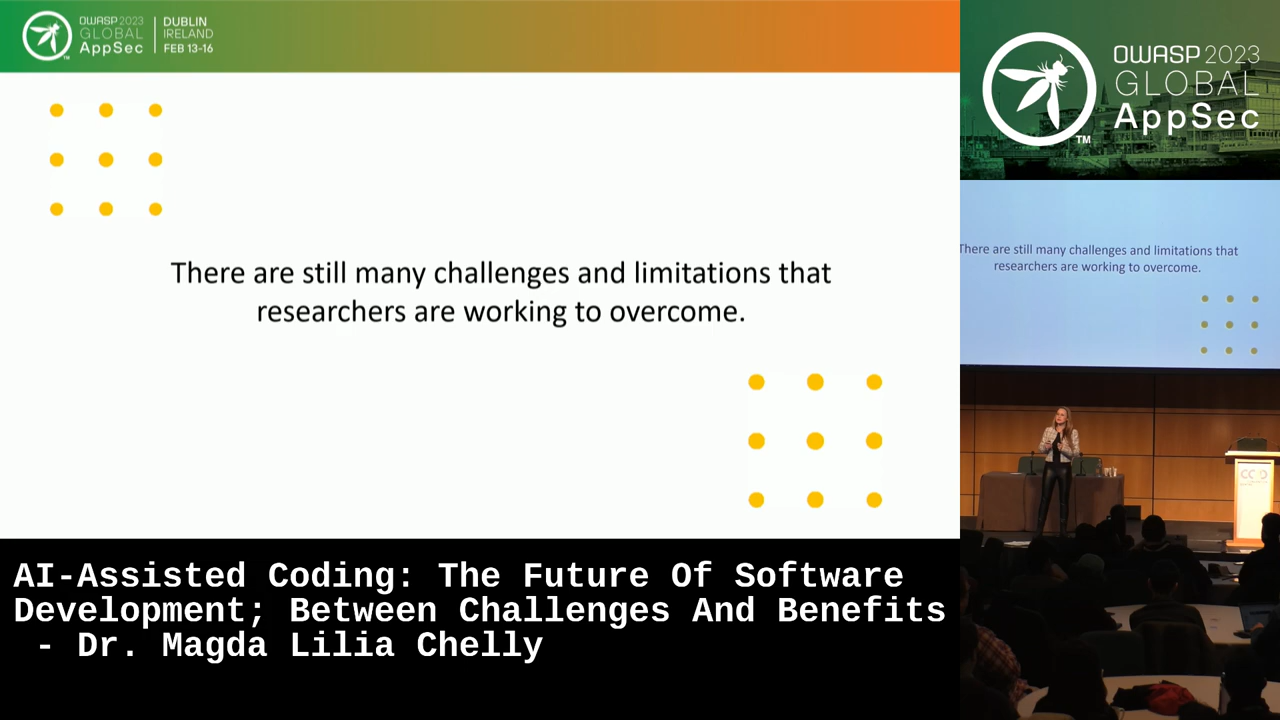 OWASP 2023
GLOBAL
AppSec
TM
DUBLIN
IRELAND
FEB 13-16
There are still many challenges and limitations that
researchers are working to overcome.
AI-Assisted Coding: The Future Of Software
Development; Between Challenges And Benefits
- Dr. Magda Lilia Chelly
OWASP 2023
GLOBAL
AppSec
TM
There are still many challenges and limitations that
researchers are working to overcome.